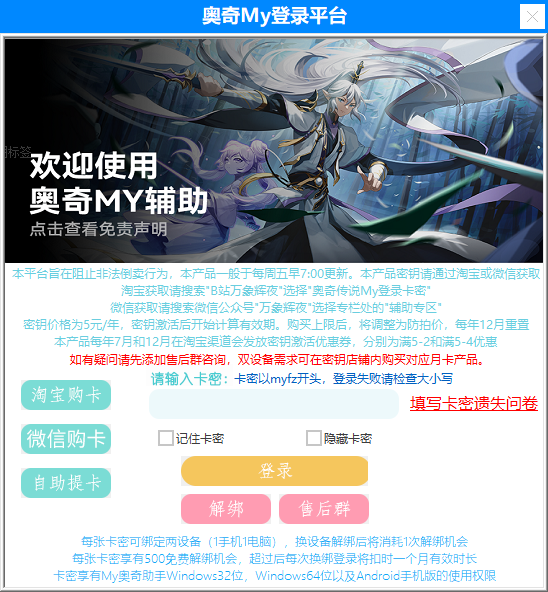 奥奇My登录平台
明标签
欢迎使用
奥奇MY辅助
点击查看免责声明
本平台旨在阻止非法倒卖行为，本产品一般于每周五早7:00更新。本产品密钥请通过淘宝或微信获取
淘宝获取请搜索"B站万象辉夜"选择"奥奇传说My登录卡密"
微信获取请搜索微信公众号"万象辉夜"选择专栏处的"辅助专区"
密钥价格为5元/年，密钥激活后开始计算有效期。购买上限后，将调整为防拍价，每年12月重置
本产品每年7月和12月在淘宝渠道会发放密钥激活优惠券，分别为满5-2和满5-4优惠
如有疑问请先添加售后群咨询，双设备需求可在密钥店铺内购买对应月卡产品。
请输入卡密：卡密以myfz开头，登录失败请检查大小写
淘宝购卡
填写卡密遗失问卷
微信购卡
记住卡密
隐藏卡密
登录
自助提卡
解绑
售后群
每张卡密可绑定两设备（1手机1电脑），换设备解绑后将消耗1次解绑机会
每张卡密享有500免费解绑机会，超过后每次换绑登录将扣时一个月有效时长
卡密享有My奥奇助手Windows32位，Windows64位以及Android手机版的使用权限